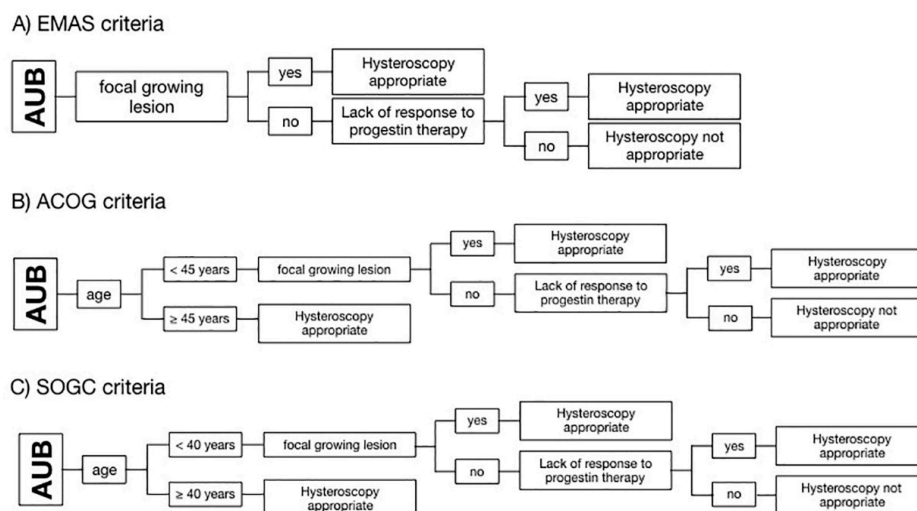 A) EMAS criteria
AUB
focal growing
lesion
yes
Hysteroscopy
appropriate
no
Lack of response to
progestin therapy
yes
Hysteroscopy
appropriate
no
Hysteroscopy not
appropriate
B) ACOG criteria
AUB
age
< 45 years
focal growing lesion
yes
Hysteroscopy
appropriate
no
Lack of response to
progestin therapy
yes
Hysteroscopy
appropriate
no
Hysteroscopy not
appropriate
≥ 45 years
Hysteroscopy
appropriate
C) SOGC criteria
AUB
age
< 40 years
focal growing lesion
yes
Hysteroscopy
appropriate
no
Lack of response to
progestin therapy
yes
Hysteroscopy
appropriate
no
Hysteroscopy not
appropriate
≥ 40 years
Hysteroscopy
appropriate